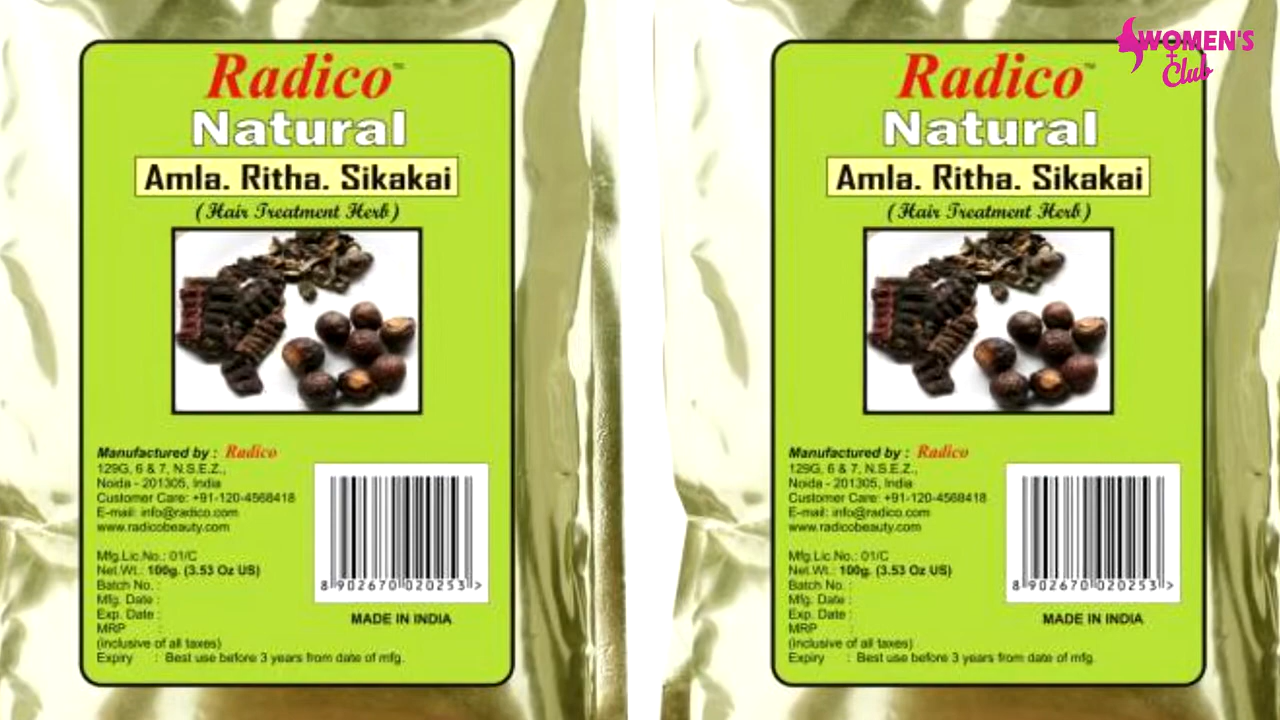 Radico™
Natural
Amla. Ritha. Sikakai
(Hair Treatment Herb)
Manufactured by : Radico
129G, 6 & 7, N.S.E.Z.,
Noida - 201305, India
Customer Care: +91-120-4568418
E-mail: info@radico.com
www.radicobeauty.com
Mfg.Lic.No.: 01/C
Net.Wt.: 100g. (3.53 Oz US)
Batch No. :
Mfg. Date :
Exp. Date :
MRP :
(inclusive of all taxes)
Expiry : Best use before 3 years from date of mfg.
8 902670 020253 >
MADE IN INDIA
WOMEN'S
Club
Radico™
Natural
Amla. Ritha. Sikakai
(Hair Treatment Herb)
Manufactured by : Radico
129G, 6 & 7, N.S.E.Z.,
Noida - 201305, India
Customer Care: +91-120-4568418
E-mail: info@radico.com
www.radicobeauty.com
Mfg.Lic.No.: 01/C
Net.Wt.: 100g. (3.53 Oz US)
Batch No. :
Mfg. Date :
Exp. Date :
MRP :
(inclusive of all taxes)
Expiry : Best use before 3 years from date of mfg.
8 902670 020253 >
MADE IN INDIA